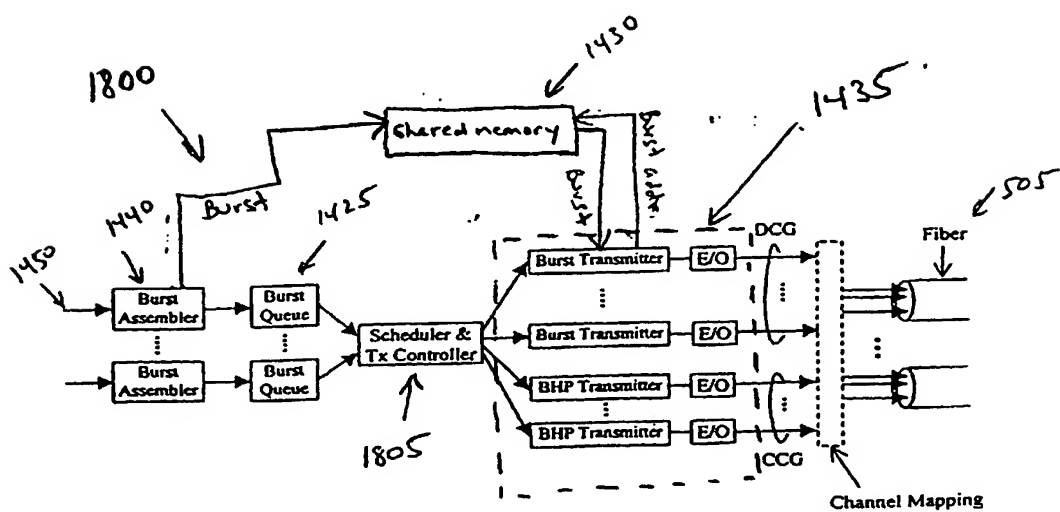 1800
1430
1435
505
Shared memory
Burst
Burst
Burst addr.
1450
1440
1425
DCG
Fiber
Burst Assembler
Burst Queue
Scheduler & Tx Controller
Burst Transmitter
E/O
Burst Transmitter
E/O
Burst Assembler
Burst Queue
BHP Transmitter
E/O
BHP Transmitter
E/O
1805
CCG
Channel Mapping